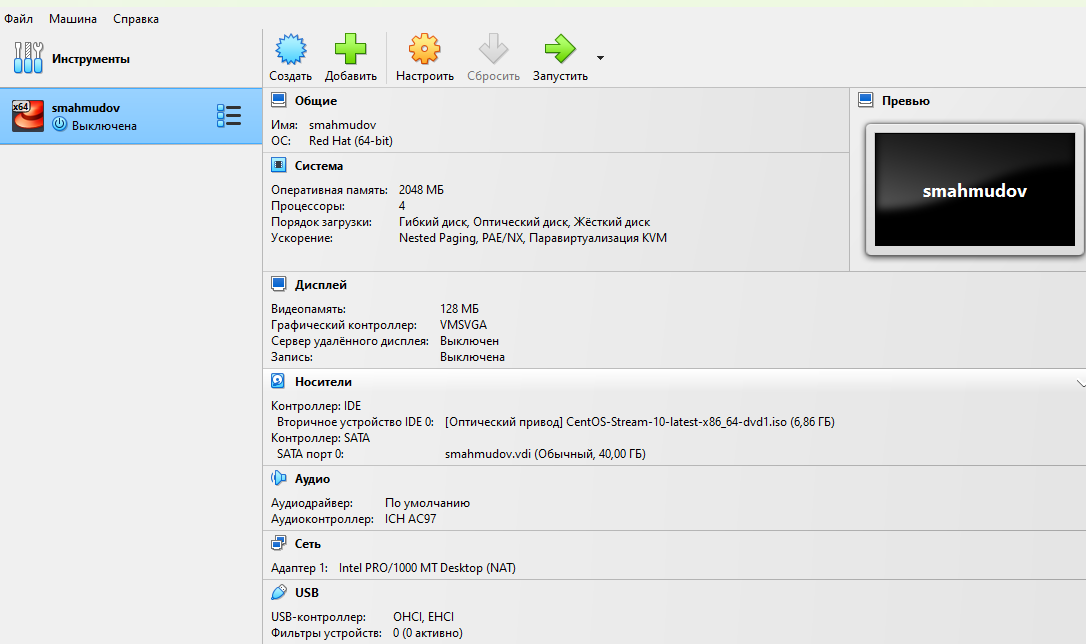 Файл Машина Справка
Инструменты
Создать Добавить Настроить Сбросить Запустить
x64 smahmudov
Выключена
Общие
Имя: smahmudov
ОС: Red Hat (64-bit)
Превью
smahmudov
Система
Оперативная память: 2048 МБ
Процессоры: 4
Порядок загрузки: Гибкий диск, Оптический диск, Жёсткий диск
Ускорение: Nested Paging, PAE/NX, Паравиртуализация KVM
Дисплей
Видеопамять: 128 МБ
Графический контроллер: VMSVGA
Сервер удалённого дисплея: Выключен
Запись: Выключена
Носители
Контроллер: IDE
Вторичное устройство IDE 0: [Оптический привод] CentOS-Stream-10-latest-x86_64-dvd1.iso (6,86 ГБ)
Контроллер: SATA
SATA порт 0: smahmudov.vdi (Обычный, 40,00 ГБ)
Аудио
Аудиодрайвер: По умолчанию
Аудиоконтроллер: ICH AC97
Сеть
Адаптер 1: Intel PRO/1000 MT Desktop (NAT)
USB
USB-контроллер: OHCI, EHCI
Фильтры устройств: 0 (0 активно)